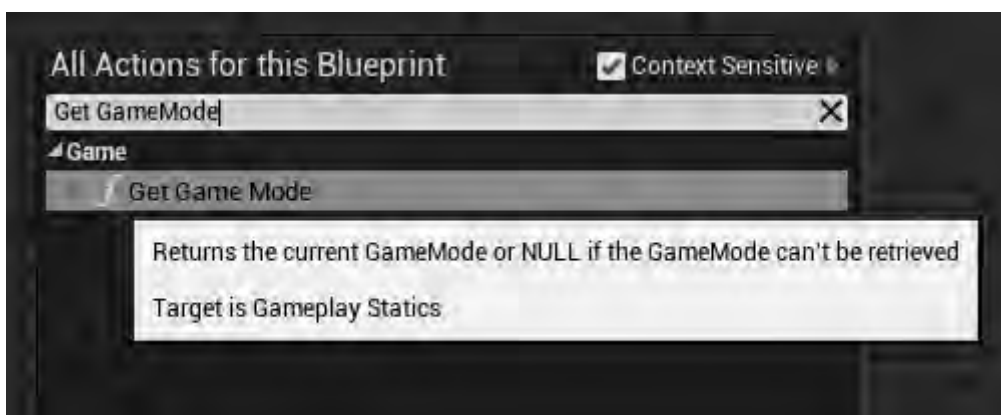 All Actions for this Blueprint Context Sensitive
Get GameMode
Game
f Get Game Mode
Returns the current GameMode or NULL if the GameMode can't be retrieved
Target is Gameplay Statics